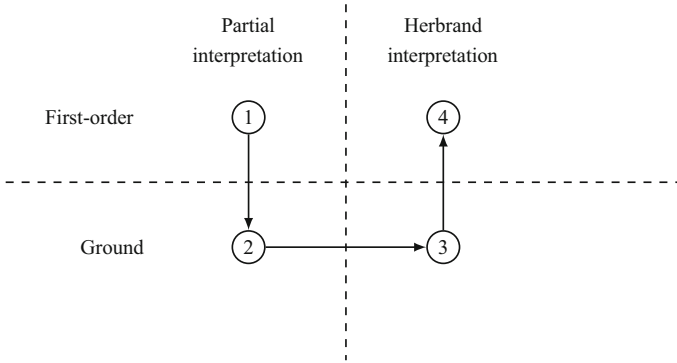 Partial
interpretation
Herbrand
interpretation
First-order
1
4
Ground
2
3